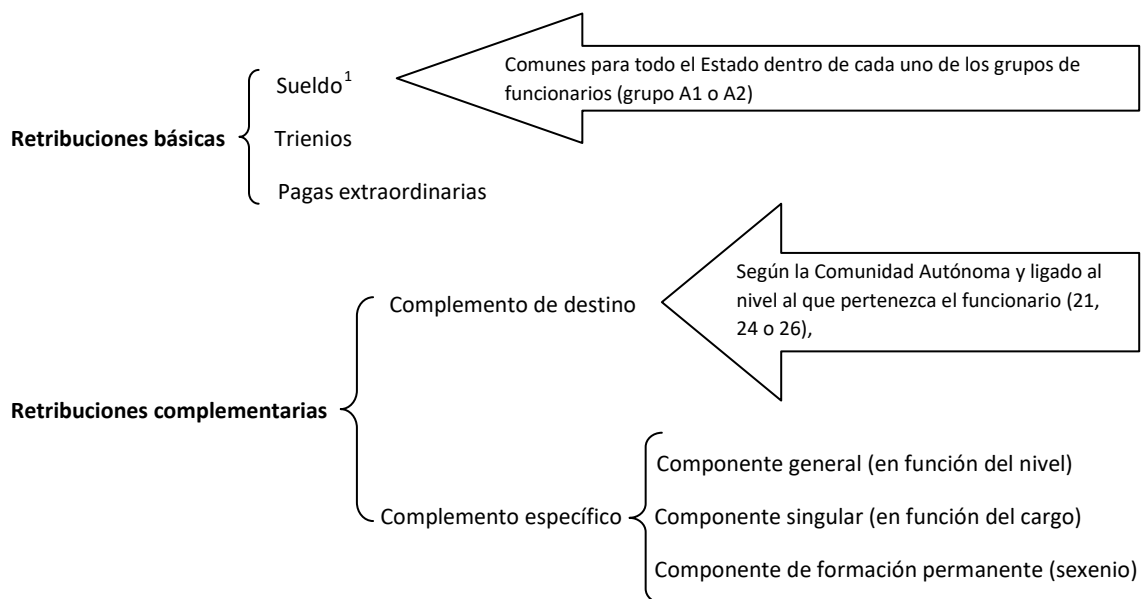 Comunes para todo el Estado dentro de cada uno de los grupos de
funcionarios (grupo A1 o A2)
Sueldo¹
Retribuciones básicas
Trienios
Pagas extraordinarias
Según la Comunidad Autónoma y ligado al
nivel al que pertenezca el funcionario (21,
24 o 26),
Complemento de destino
Retribuciones complementarias
Componente general (en función del nivel)
Complemento específico
Componente singular (en función del cargo)
Componente de formación permanente (sexenio)